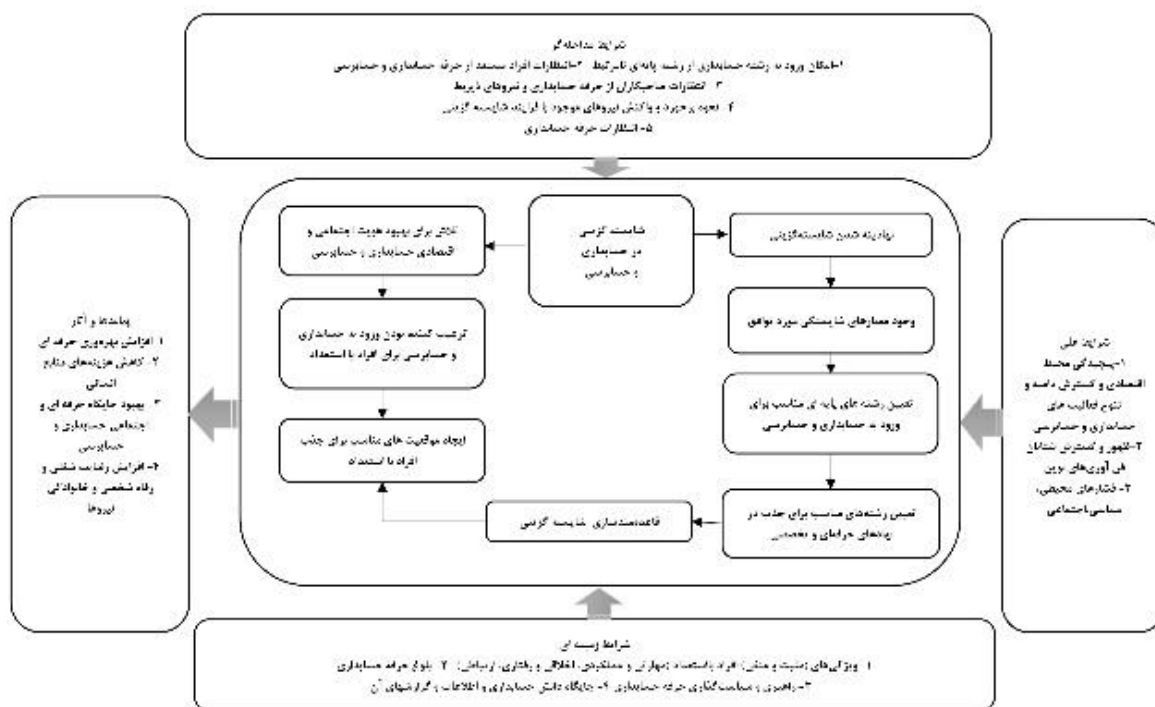 شرایط مداخله‌گر
۱-امکان ورود به رشته حسابداری از رشته پایه‌ای نامرتبط ۲-انتظارات افراد مستعد از حرفه حسابداری و حسابرسی
۳- انتظارات صاحبکاران از حرفه حسابداری و نیروهای ذیربط
۴- نحوه برخورد و واکنش نیروهای موجود با فرایند شایسته گزینی
۵- انتظارات حرفه حسابداری
شایسته گزینی
در حسابداری
و حسابرسی
نهادینه شدن شایسته‌گزینی
وجود معیارهای شایستگی مورد توافق
تعیین رشته های پایه ای مناسب برای
ورود به حسابداری و حسابرسی
تعیین رشته‌های مناسب برای جذب در
نهادهای حرفه‌ای و تخصصی
قاعده‌مندسازی شایسته گزینی
تلاش برای بهبود هویت اجتماعی و
اقتصادی حسابداری و حسابرسی
ترغیب کننده بودن ورود به حسابداری
و حسابرسی برای افراد با استعداد
ایجاد موقعیت های مناسب برای جذب
افراد با استعداد
شرایط علی
۱-پیچیدگی محیط
اقتصادی و گسترش دامنه و
تنوع فعالیت های
حسابداری و حسابرسی
۲-ظهور و گسترش شتابان
فن آوری‌های نوین
۳- فشارهای محیطی،
سیاسی،اجتماعی
پیامدها و آثار
۱- افزایش بهره‌وری حرفه ای
۲- کاهش هزینه‌های منابع
انسانی
۳- بهبود جایگاه حرفه ای و
اجتماعی حسابداری و
حسابرسی
۴- افزایش رضایت شغلی و
رفاه شخصی و خانوادگی
نیروها
شرایط زمینه ای
۱- ویژگی‌های (مثبت و منفی) افراد بااستعداد (مهارتی و عملکردی، اخلاقی و رفتاری، ارتباطی) ۲- بلوغ حرفه حسابداری
۳- راهبری و سیاست‌گذاری حرفه حسابداری ۴- جایگاه دانش حسابداری و اطلاعات و گزارشهای آن